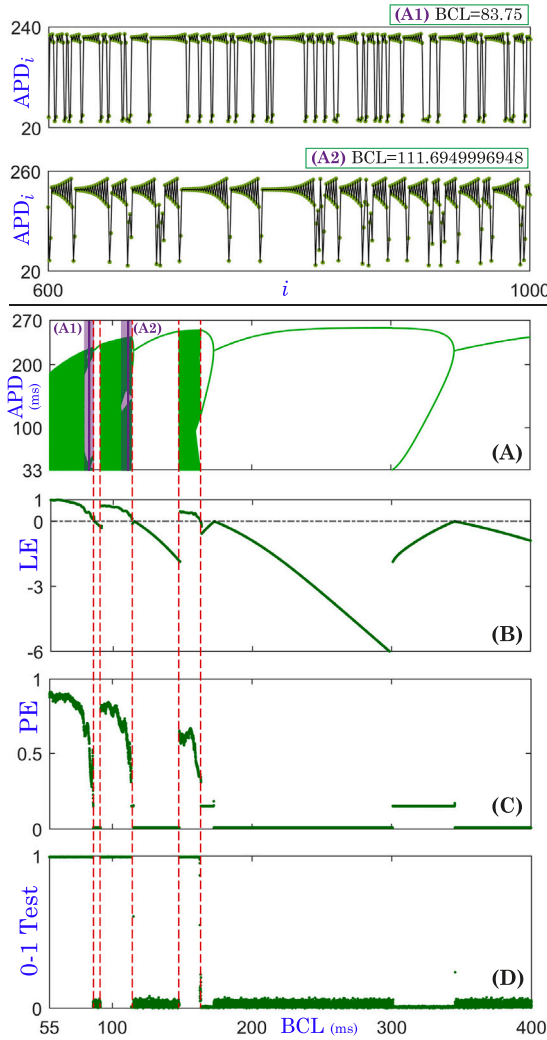 (A1) BCL=83.75
240
APDi
20
(A2) BCL=111.6949996948
260
APDi
20
600
i
1000
270
(A1)
(A2)
200
APD
(ms)
100
33
(A)
1
0
LE
-3
-6
(B)
1
PE
0.5
0
(C)
1
0-1 Test
0
(D)
55
100
200
BCL (ms)
300
400